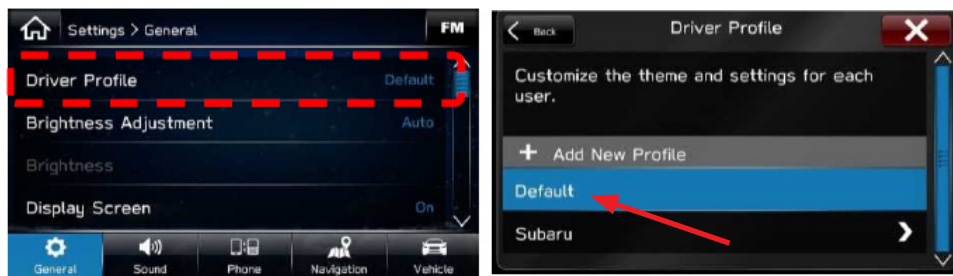 Settings > General
FM
Driver Profile Default
Brightness Adjustment Auto
Brightness
Display Screen On
General Sound Phone Navigation Vehicle
Back
Driver Profile
Customize the theme and settings for each
user.
+ Add New Profile
Default
Subaru